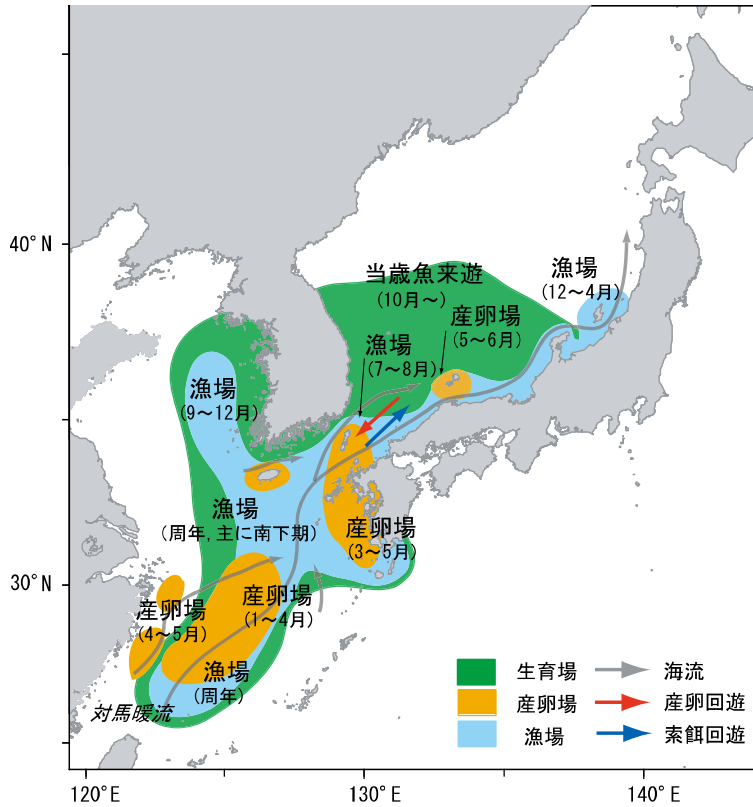 40°N
30°N
120°E
130°E
140°E
当歳魚来遊
(10月～)
漁場
(12～4月)
産卵場
(5～6月)
漁場
(7～8月)
漁場
(9～12月)
漁場
(周年,主に南下期)
産卵場
(3～5月)
産卵場
(4～5月)
産卵場
(1～4月)
漁場
(周年)
対馬暖流
生育場
産卵場
漁場
海流
産卵回遊
索餌回遊